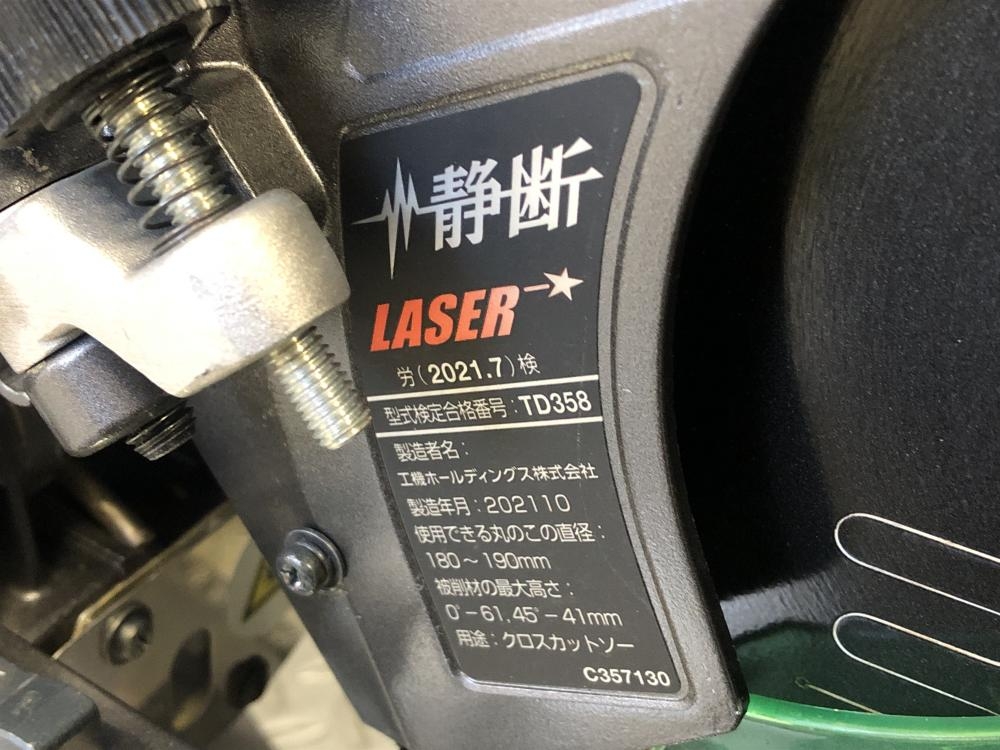 静断
LASER
労(2021.7)検
型式検定合格番号:TD358
製造者名:
工機ホールディングス株式会社
製造年月:202110
使用できる丸のこの直径:
180～190mm
被削材の最大高さ:
0°-61,45°-41mm
用途:クロスカットソー
C357130